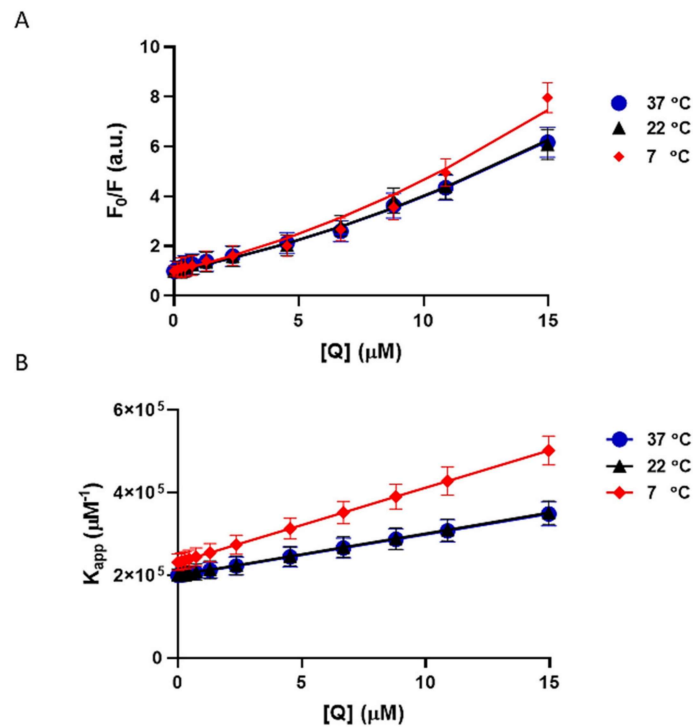 A
10
8
6
4
2
0
0
5
10
15
F₀/F (a.u.)
[Q] (μM)
37 °C
22 °C
7 °C
B
6×10⁵
4×10⁵
2×10⁵
0
0
5
10
15
Kₐₚₚ (μM⁻¹)
[Q] (μM)
37 °C
22 °C
7 °C